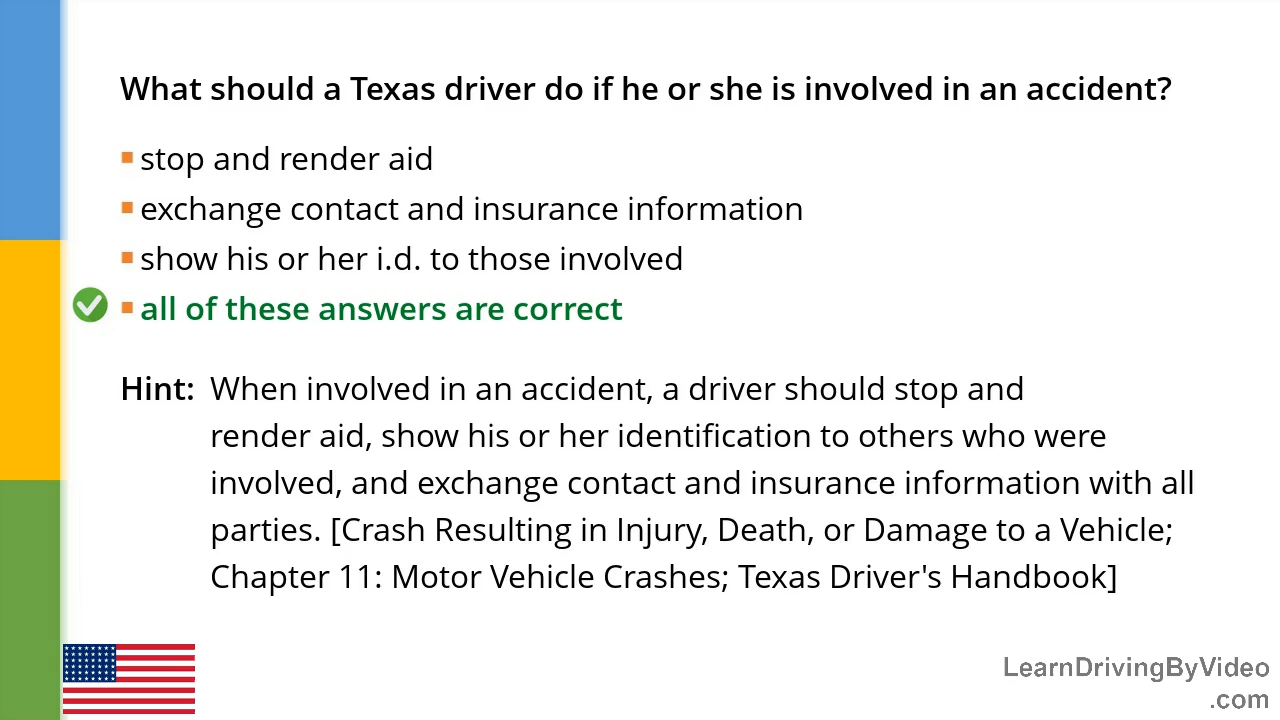 What should a Texas driver do if he or she is involved in an accident?
stop and render aid
exchange contact and insurance information
show his or her i.d. to those involved
all of these answers are correct
Hint: When involved in an accident, a driver should stop and
render aid, show his or her identification to others who were
involved, and exchange contact and insurance information with all
parties. [Crash Resulting in Injury, Death, or Damage to a Vehicle;
Chapter 11: Motor Vehicle Crashes; Texas Driver's Handbook]
LearnDrivingByVideo
.com